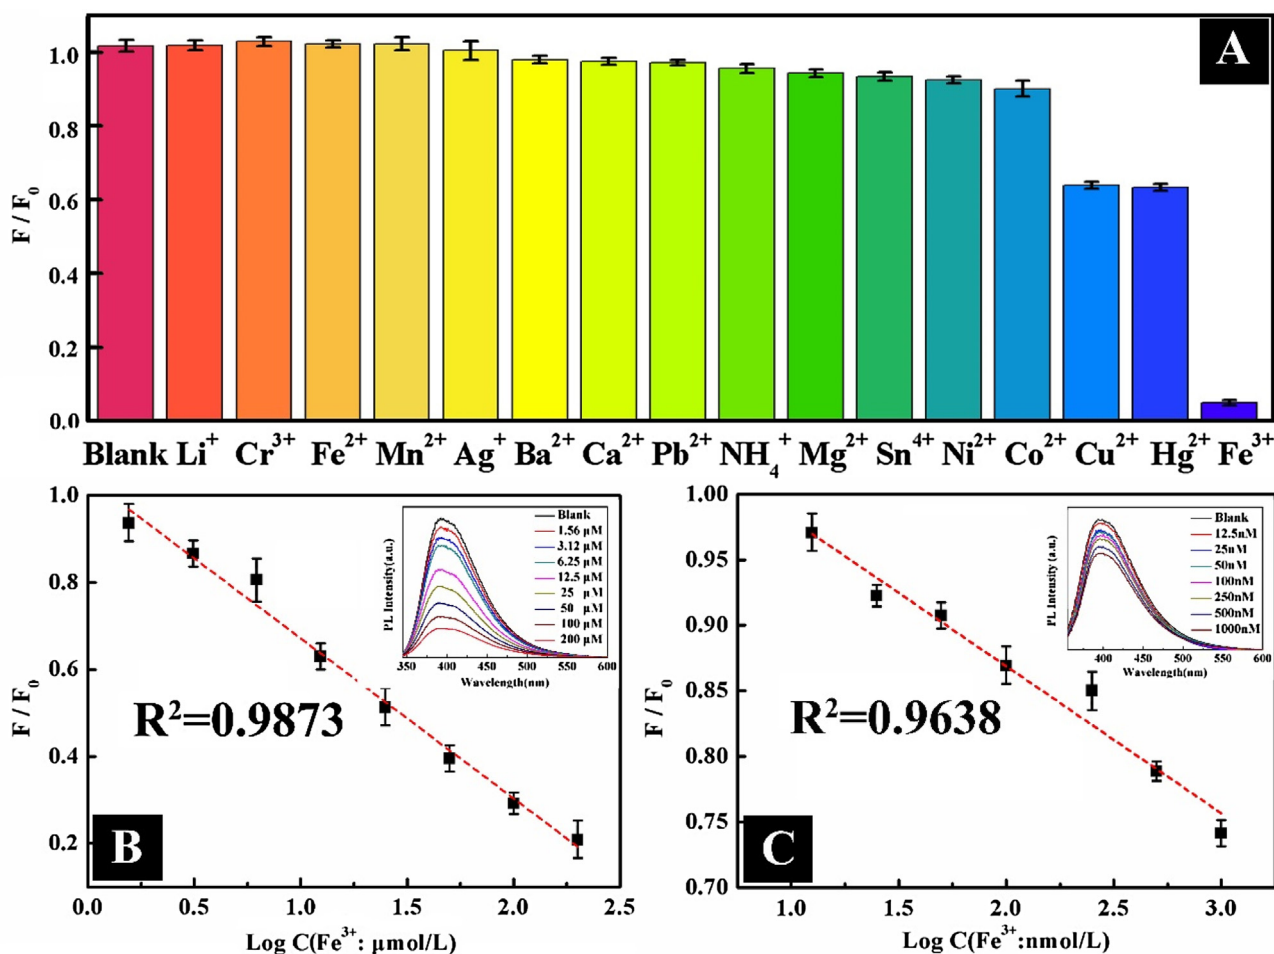 A
F / F₀
1.0
0.8
0.6
0.4
0.2
0.0
Blank Li⁺ Cr³⁺ Fe²⁺ Mn²⁺ Ag⁺ Ba²⁺ Ca²⁺ Pb²⁺ NH₄⁺ Mg²⁺ Sn⁴⁺ Ni²⁺ Co²⁺ Cu²⁺ Hg²⁺ Fe³⁺
B
F / F₀
1.0
0.8
0.6
0.4
0.2
0.0 0.5 1.0 1.5 2.0 2.5
Log C(Fe³⁺: μmol/L)
R²=0.9873
PL Intensity(a.u.)
Blank
1.56 μM
3.12 μM
6.25 μM
12.5 μM
25 μM
50 μM
100 μM
200 μM
350 400 450 500 550 600
Wavelength(nm)
C
F / F₀
1.00
0.95
0.90
0.85
0.80
0.75
0.70
1.0 1.5 2.0 2.5 3.0
Log C(Fe³⁺:nmol/L)
R²=0.9638
PL Intensity (a.u.)
Blank
12.5nM
25nM
50nM
100nM
250nM
500nM
1000nM
400 450 500 550 600
Wavelength(nm)